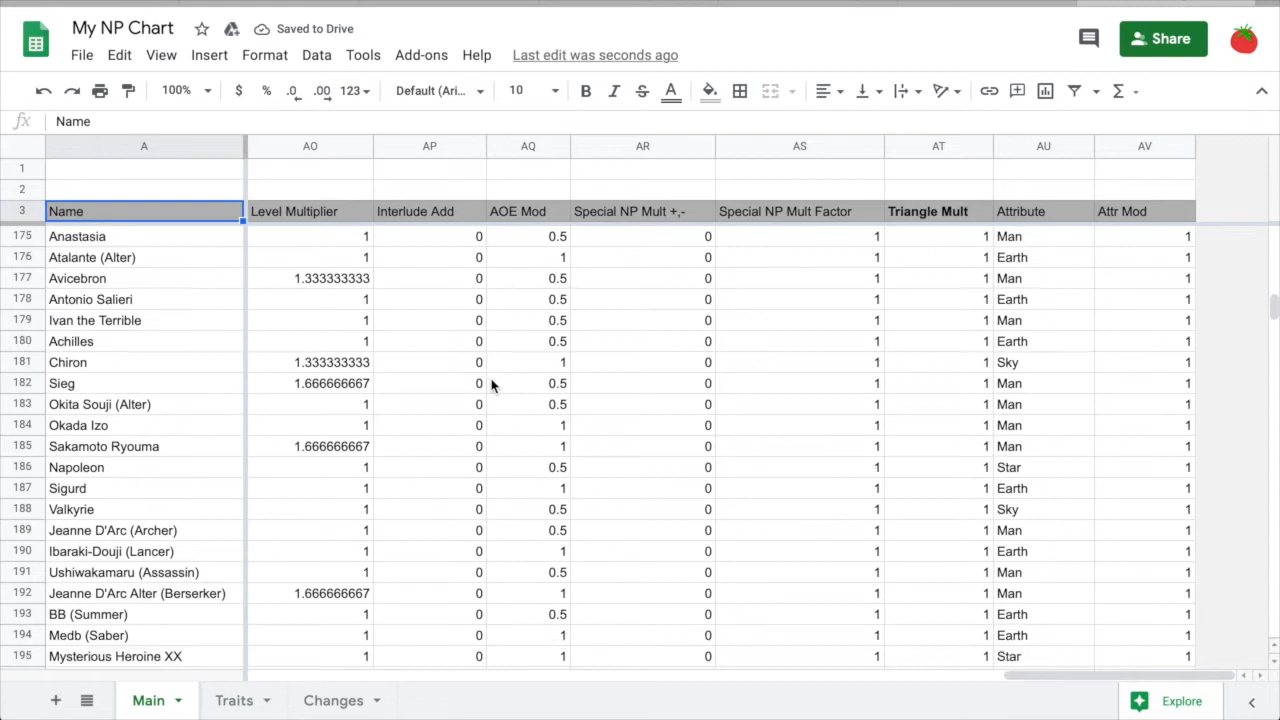 My NP Chart Saved to Drive
File Edit View Insert Format Data Tools Add-ons Help Last edit was seconds ago
Share
100% $ % .0 .00 123 Default (Ari... 10 B I S A
fx Name
A AO AP AQ AR AS AT AU AV
1
2
3 Name Level Multiplier Interlude Add AOE Mod Special NP Mult +,- Special NP Mult Factor Triangle Mult Attribute Attr Mod
175 Anastasia 1 0 0.5 0 1 1 Man 1
176 Atalante (Alter) 1 0 1 0 1 1 Earth 1
177 Avicebron 1.333333333 0 0.5 0 1 1 Man 1
178 Antonio Salieri 1 0 0.5 0 1 1 Earth 1
179 Ivan the Terrible 1 0 0.5 0 1 1 Man 1
180 Achilles 1 0 0.5 0 1 1 Earth 1
181 Chiron 1.333333333 0 1 0 1 1 Sky 1
182 Sieg 1.666666667 0 0.5 0 1 1 Man 1
183 Okita Souji (Alter) 1 0 0.5 0 1 1 Man 1
184 Okada Izo 1 0 1 0 1 1 Man 1
185 Sakamoto Ryouma 1.666666667 0 1 0 1 1 Man 1
186 Napoleon 1 0 0.5 0 1 1 Star 1
187 Sigurd 1 0 1 0 1 1 Earth 1
188 Valkyrie 1 0 0.5 0 1 1 Sky 1
189 Jeanne D'Arc (Archer) 1 0 0.5 0 1 1 Man 1
190 Ibaraki-Douji (Lancer) 1 0 1 0 1 1 Earth 1
191 Ushiwakamaru (Assassin) 1 0 0.5 0 1 1 Man 1
192 Jeanne D'Arc Alter (Berserker) 1.666666667 0 1 0 1 1 Man 1
193 BB (Summer) 1 0 0.5 0 1 1 Earth 1
194 Medb (Saber) 1 0 1 0 1 1 Earth 1
195 Mysterious Heroine XX 1 0 1 0 1 1 Star 1
Main Traits Changes Explore